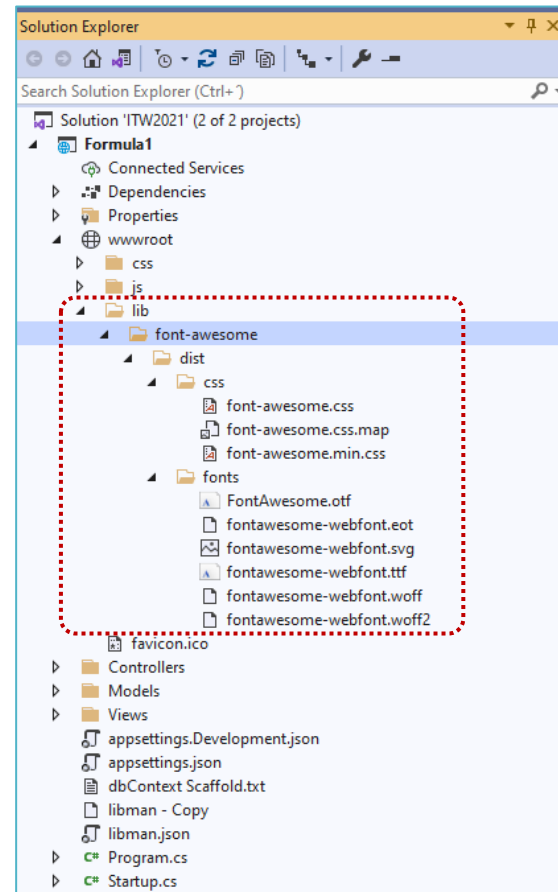 Solution Explorer
Search Solution Explorer (Ctrl+´)
Solution 'ITW2021' (2 of 2 projects)
Formula1
Connected Services
Dependencies
Properties
wwwroot
css
js
lib
font-awesome
dist
css
font-awesome.css
font-awesome.css.map
font-awesome.min.css
fonts
FontAwesome.otf
fontawesome-webfont.eot
fontawesome-webfont.svg
fontawesome-webfont.ttf
fontawesome-webfont.woff
fontawesome-webfont.woff2
favicon.ico
Controllers
Models
Views
appsettings.Development.json
appsettings.json
dbContext Scaffold.txt
libman - Copy
libman.json
C# Program.cs
C# Startup.cs